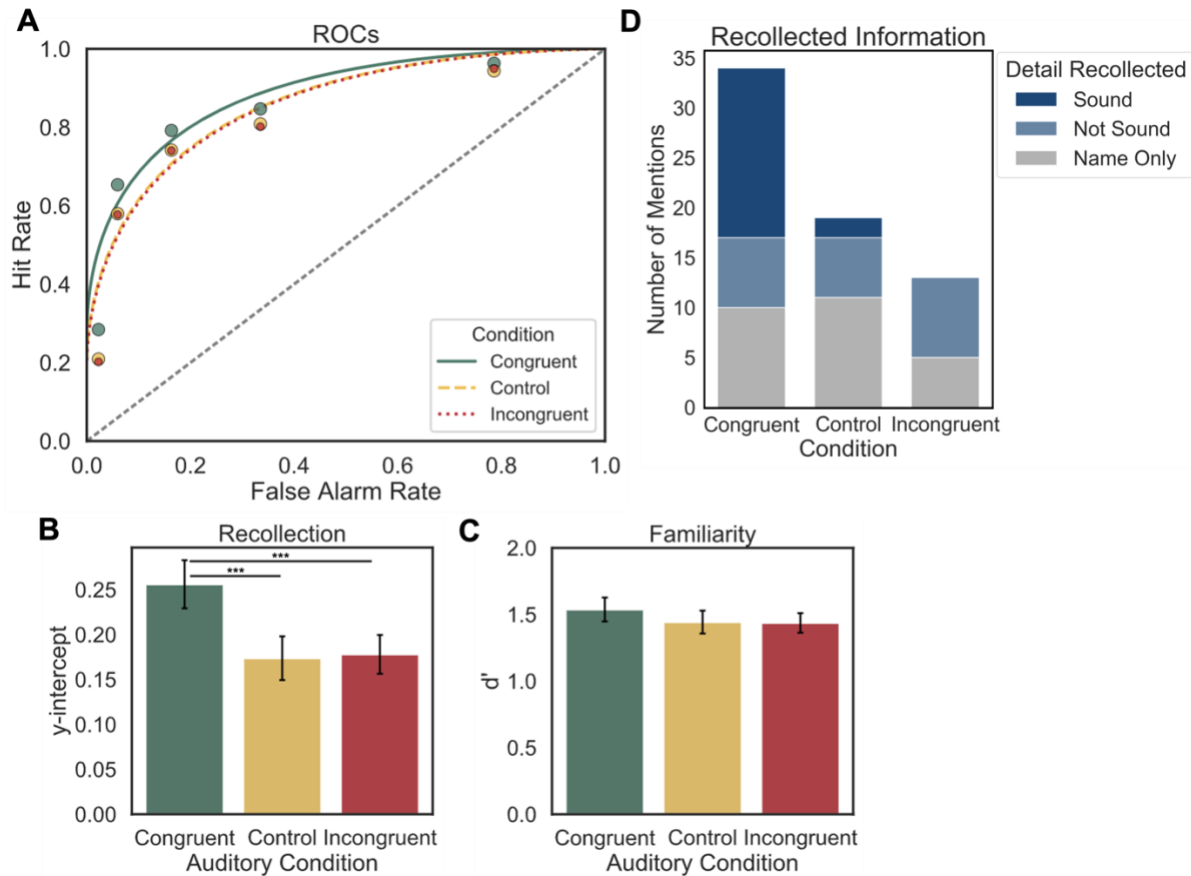 A
ROCs
1.0
0.8
0.6
0.4
0.2
0.0
Hit Rate
0.0 0.2 0.4 0.6 0.8 1.0
False Alarm Rate
Condition
Congruent
Control
Incongruent
D
Recollected Information
35
30
25
20
15
10
5
0
Number of Mentions
Congruent Control Incongruent
Condition
Detail Recollected
Sound
Not Sound
Name Only
B
Recollection
***
***
0.25
0.20
0.15
0.10
0.05
0.00
y-intercept
Congruent Control Incongruent
Auditory Condition
C
Familiarity
2.0
1.5
1.0
0.5
0.0
d'
Congruent Control Incongruent
Auditory Condition